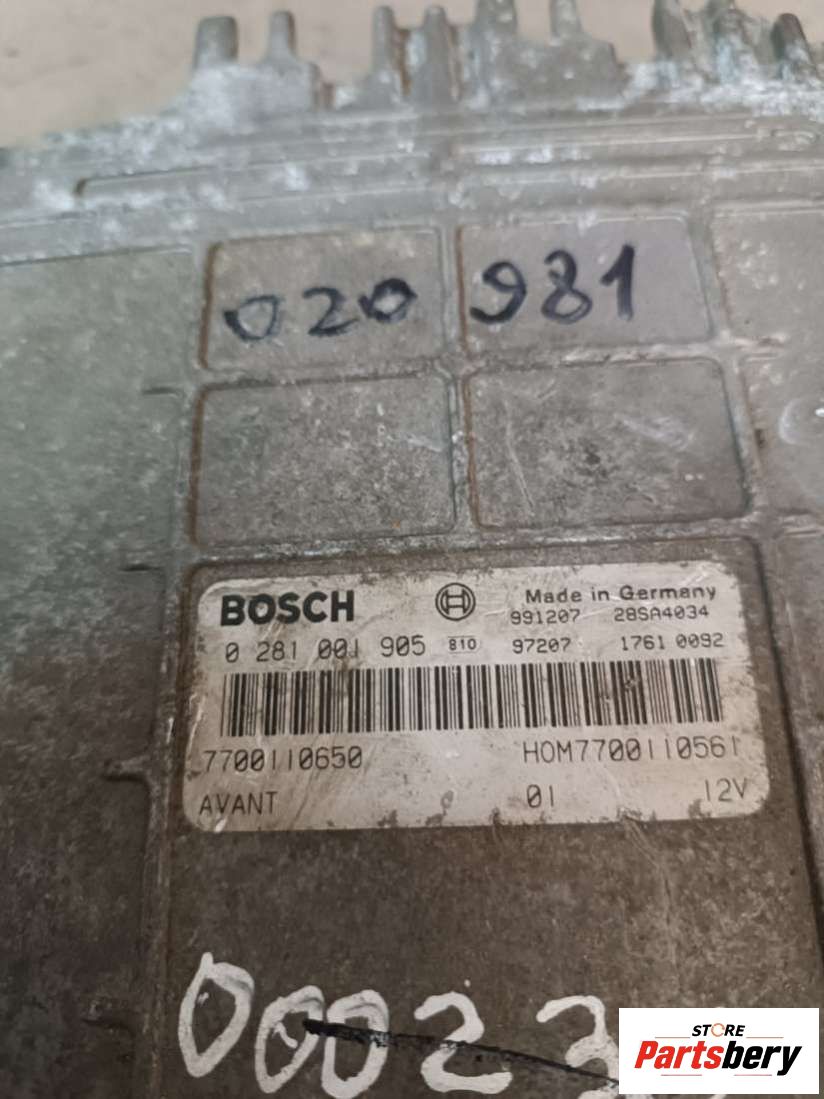 020 981
BOSCH Made in Germany
991207 28SA4034
0 281 001 905 810 97207 1761 0092
7700110650 HOM7700110561
AVANT 01 12V
00023
STORE
Partsbery